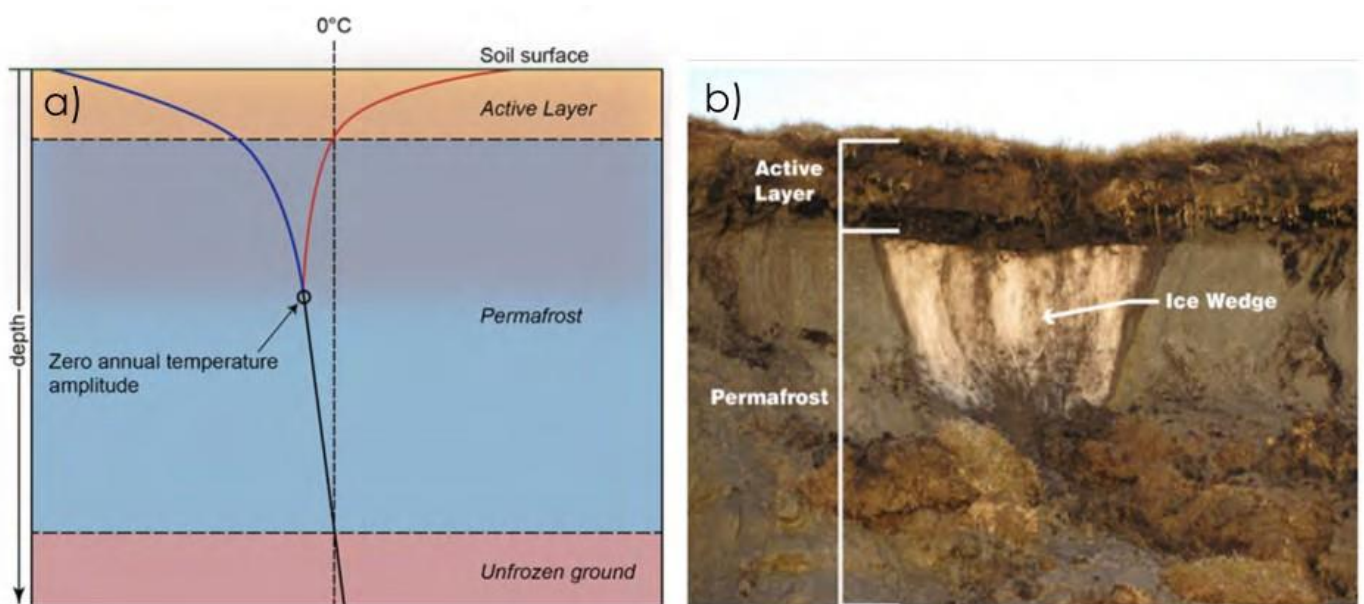 0°C
Soil surface
a)
Active Layer
depth
Permafrost
Zero annual temperature
amplitude
Unfrozen ground
b)
Active
Layer
Ice Wedge
Permafrost